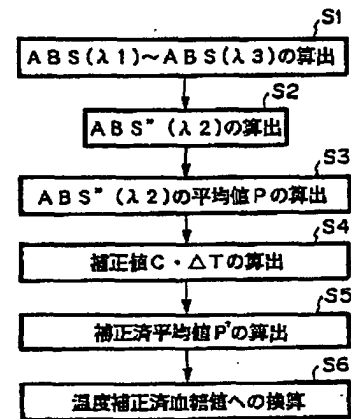 S1
ABS(λ1)～ABS(λ3)の算出
S2
ABS"(λ2)の算出
S3
ABS"(λ2)の平均値Pの算出
S4
補正値C・△Tの算出
S5
補正済平均値P'の算出
S6
温度補正済血糖値への換算